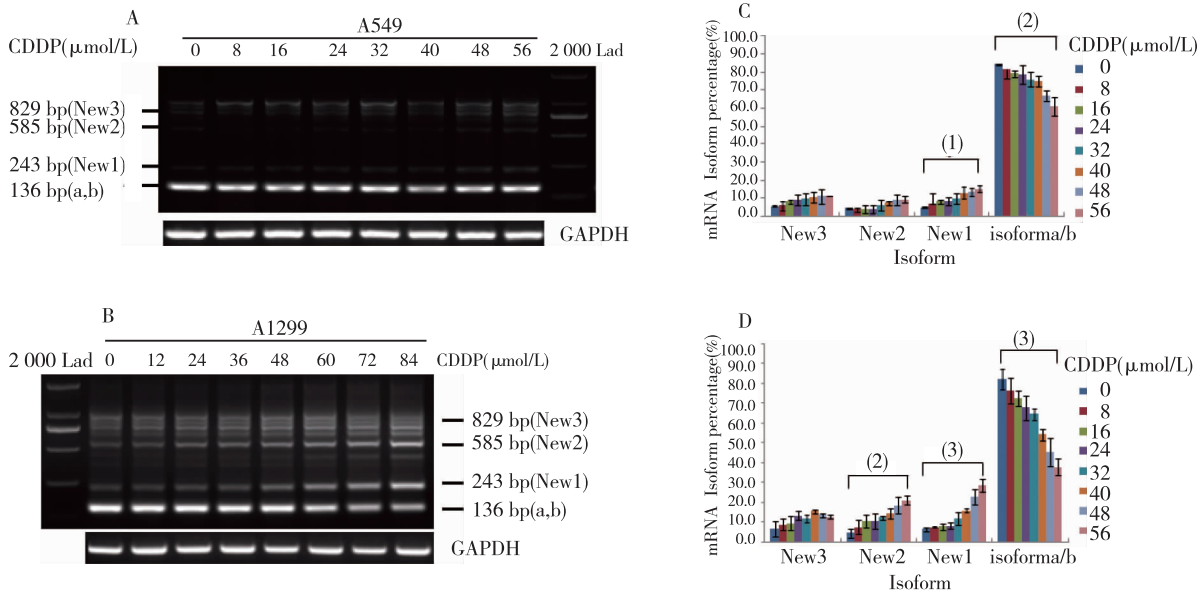 A
A549
CDDP(μmol/L) 0 8 16 24 32 40 48 56 2 000 Lad
829 bp(New3)
585 bp(New2)
243 bp(New1)
136 bp(a,b)
GAPDH
B
A1299
2 000 Lad 0 12 24 36 48 60 72 84 CDDP(μmol/L)
829 bp(New3)
585 bp(New2)
243 bp(New1)
136 bp(a,b)
GAPDH
C
mRNA Isoform percentage(%)
100.0
90.0
80.0
70.0
60.0
50.0
40.0
30.0
20.0
10.0
0.0
(1)
(2)
New3 New2 New1 isoforma/b
Isoform
CDDP(μmol/L)
0
8
16
24
32
40
48
56
D
mRNA Isoform percentage(%)
100.0
90.0
80.0
70.0
60.0
50.0
40.0
30.0
20.0
10.0
0.0
(2)
(3)
(3)
New3 New2 New1 isoforma/b
Isoform
CDDP(μmol/L)
0
8
16
24
32
40
48
56